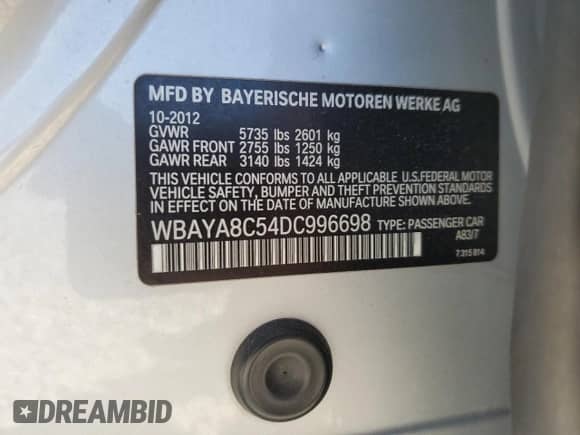 MFD BY BAYERISCHE MOTOREN WERKE AG
10-2012
GVWR 5735 lbs 2601 kg
GAWR FRONT 2755 lbs 1250 kg
GAWR REAR 3140 lbs 1424 kg
THIS VEHICLE CONFORMS TO ALL APPLICABLE U.S.FEDERAL MOTOR
VEHICLE SAFETY, BUMPER AND THEFT PREVENTION STANDARDS
IN EFFECT ON THE DATE OF MANUFACTURE SHOWN ABOVE.
WBAYA8C54DC996698 TYPE: PASSENGER CAR
A83/7
7315814
DREAMBID